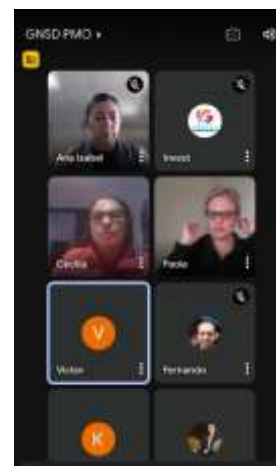 GNSD PMO
Ana Isabel
Invest
Cecilia
Paola
V
Victor
Fernando
K